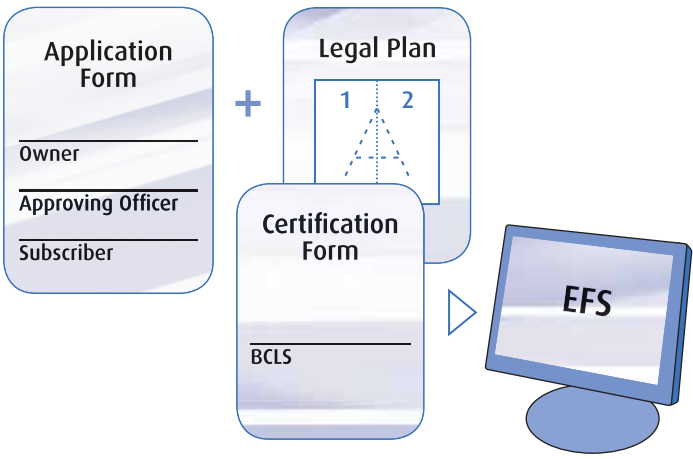 Application
Form
Owner
Approving Officer
Subscriber
+
Legal Plan
1 2
Certification
Form
BCLS
EFS